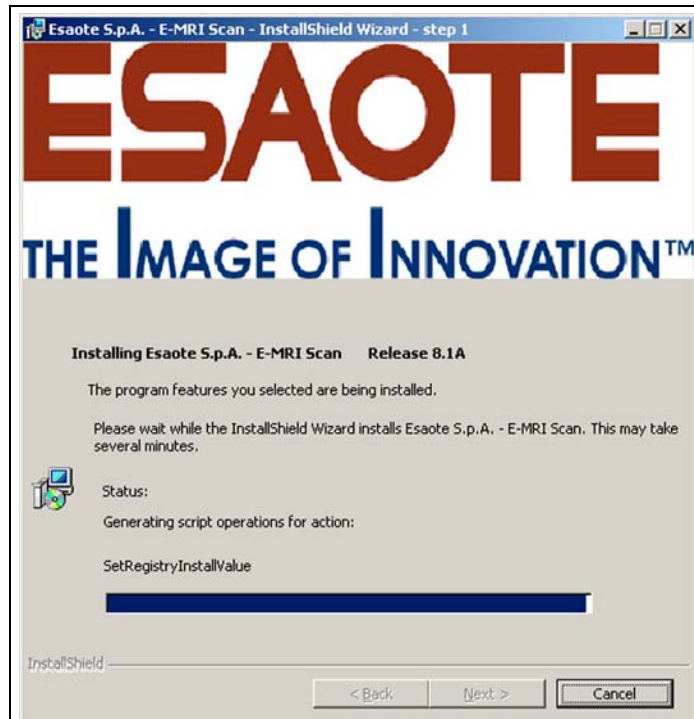 Esaote S.p.A. - E-MRI Scan - InstallShield Wizard - step 1
ESAOTE
THE IMAGE OF INNOVATION™
Installing Esaote S.p.A. - E-MRI Scan Release 8.1A
The program features you selected are being installed.
Please wait while the InstallShield Wizard installs Esaote S.p.A. - E-MRI Scan. This may take
several minutes.
Status:
Generating script operations for action:
SetRegistryInstallValue
InstallShield
< Back Next > Cancel